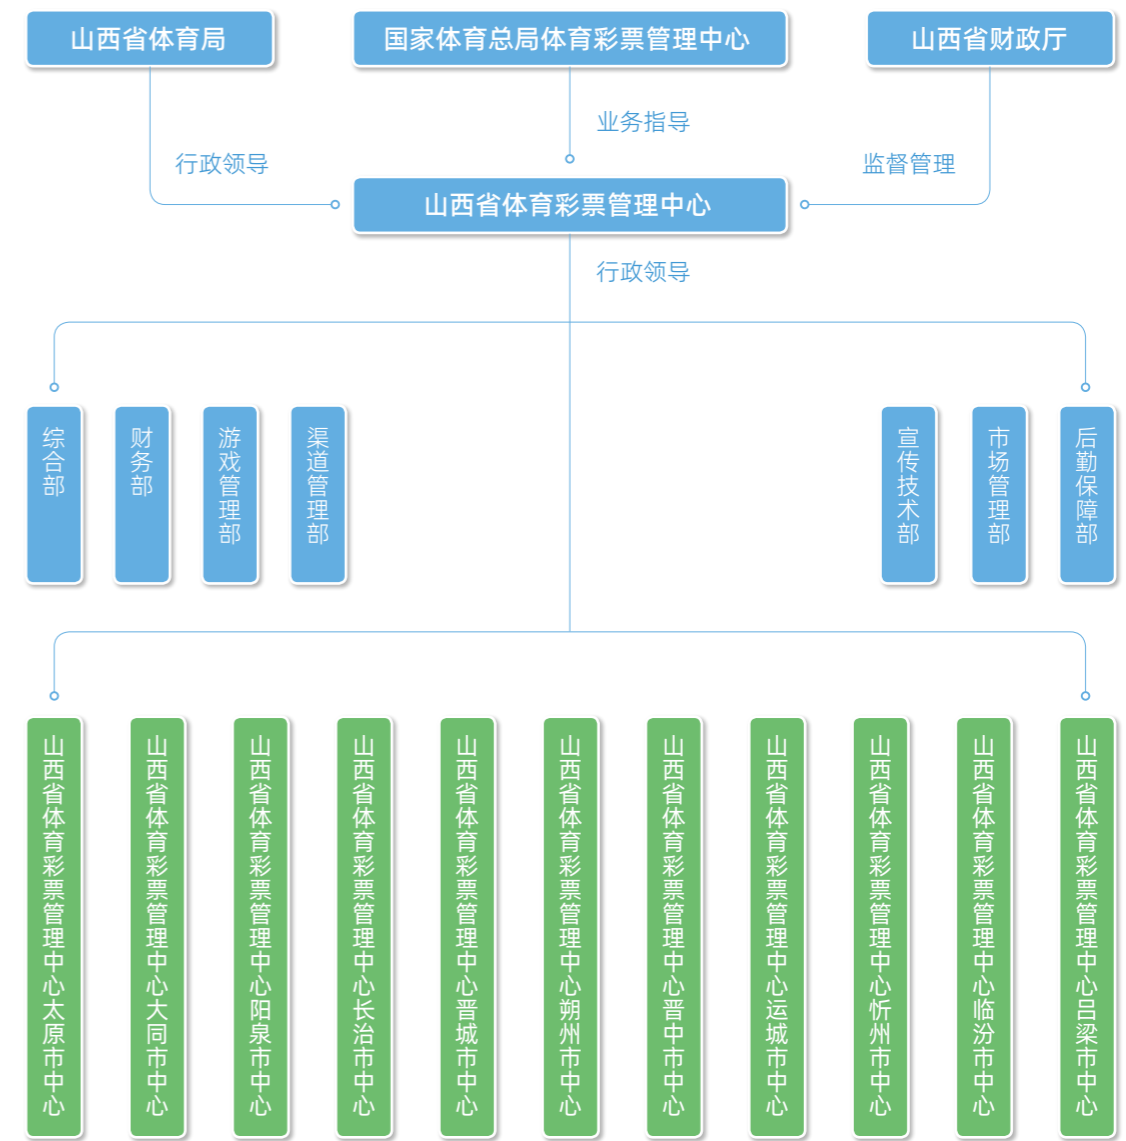 山西省体育局
国家体育总局体育彩票管理中心
山西省财政厅
业务指导
行政领导
监督管理
山西省体育彩票管理中心
行政领导
综合部
财务部
游戏管理部
渠道管理部
宣传技术部
市场管理部
后勤保障部
山西省体育彩票管理中心太原市中心
山西省体育彩票管理中心大同市中心
山西省体育彩票管理中心阳泉市中心
山西省体育彩票管理中心长治市中心
山西省体育彩票管理中心晋城市中心
山西省体育彩票管理中心朔州市中心
山西省体育彩票管理中心晋中市中心
山西省体育彩票管理中心运城市中心
山西省体育彩票管理中心忻州市中心
山西省体育彩票管理中心临汾市中心
山西省体育彩票管理中心吕梁市中心